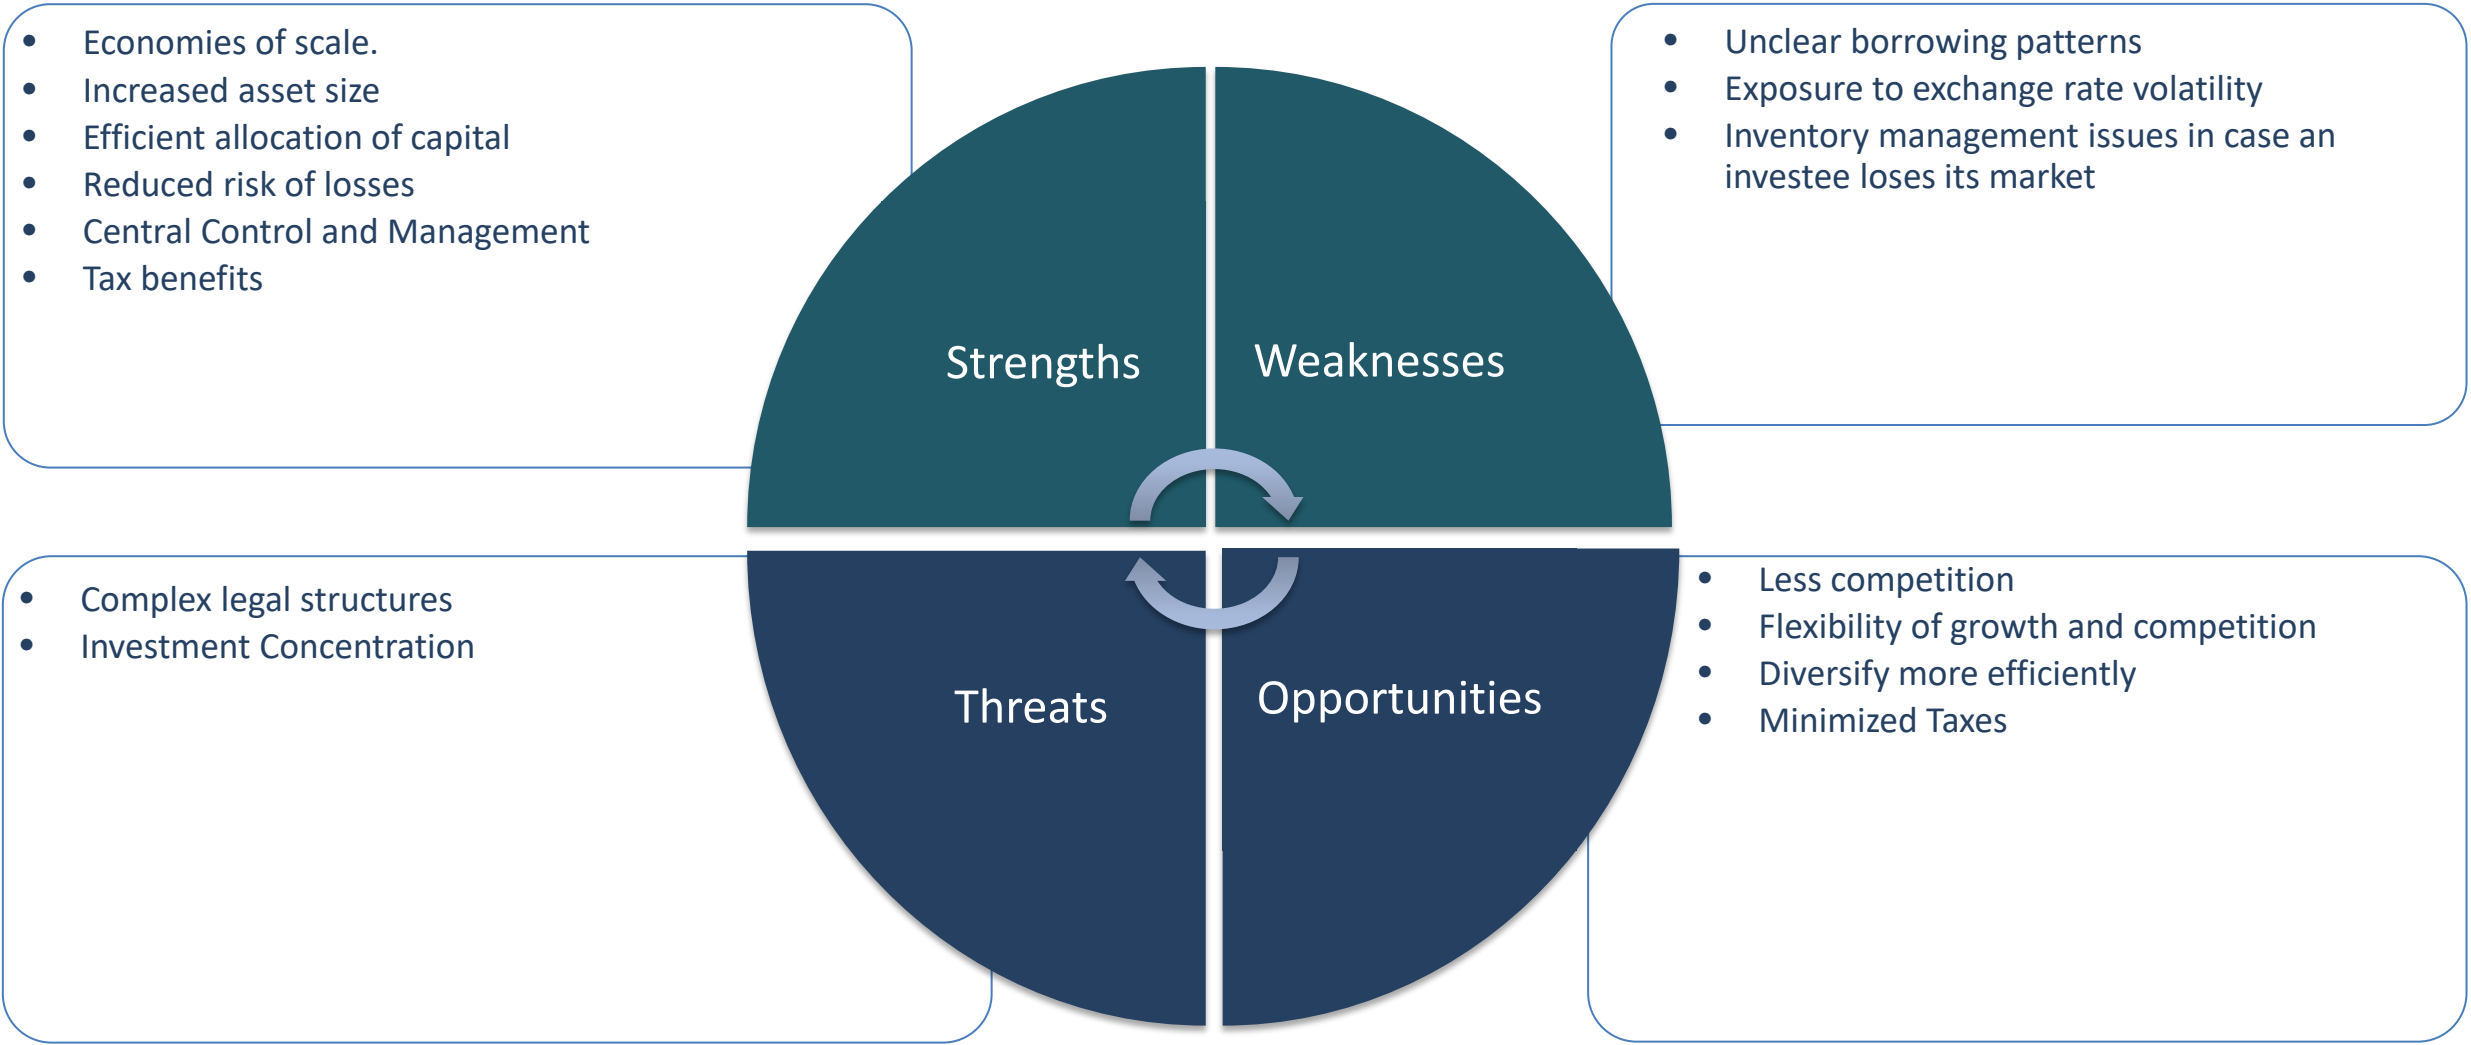 • Economies of scale.
• Increased asset size
• Efficient allocation of capital
• Reduced risk of losses
• Central Control and Management
• Tax benefits
• Unclear borrowing patterns
• Exposure to exchange rate volatility
• Inventory management issues in case an
investee loses its market
Strengths
Weaknesses
• Complex legal structures
• Investment Concentration
• Less competition
• Flexibility of growth and competition
• Diversify more efficiently
• Minimized Taxes
Threats
Opportunities